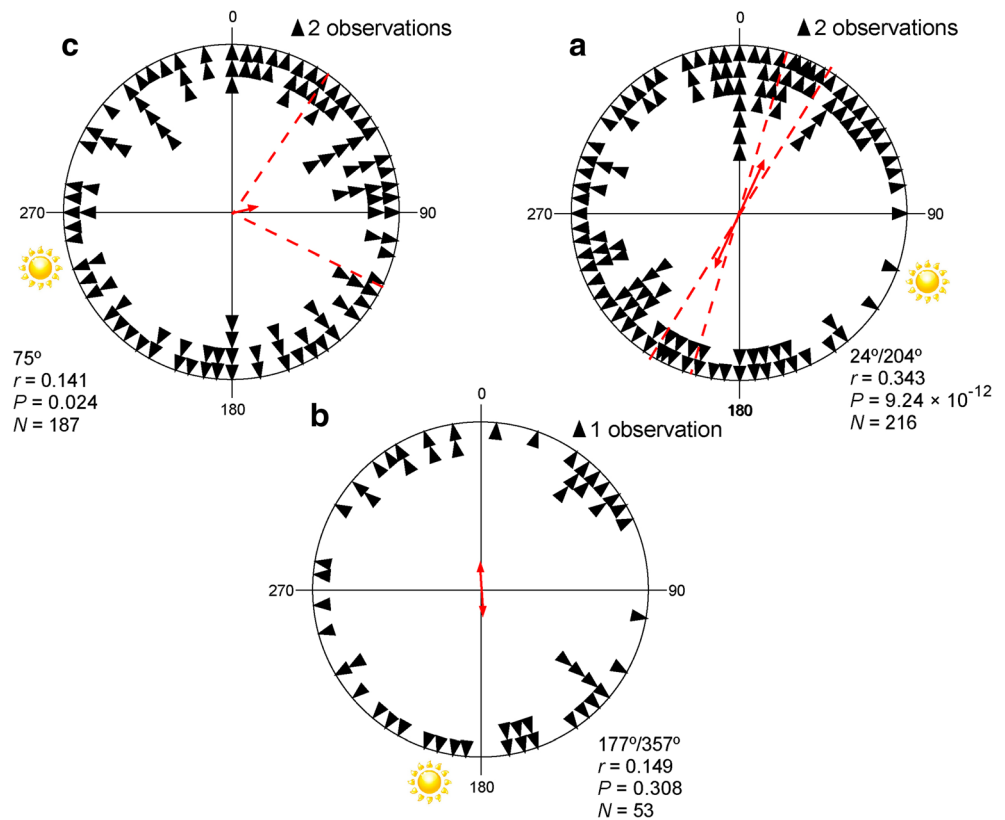 c
0
▲2 observations
270
90
180
75º
r = 0.141
P = 0.024
N = 187
a
0
▲2 observations
270
90
180
24º/204º
r = 0.343
P = 9.24 × 10⁻¹²
N = 216
b
0
▲1 observation
270
90
180
177º/357º
r = 0.149
P = 0.308
N = 53